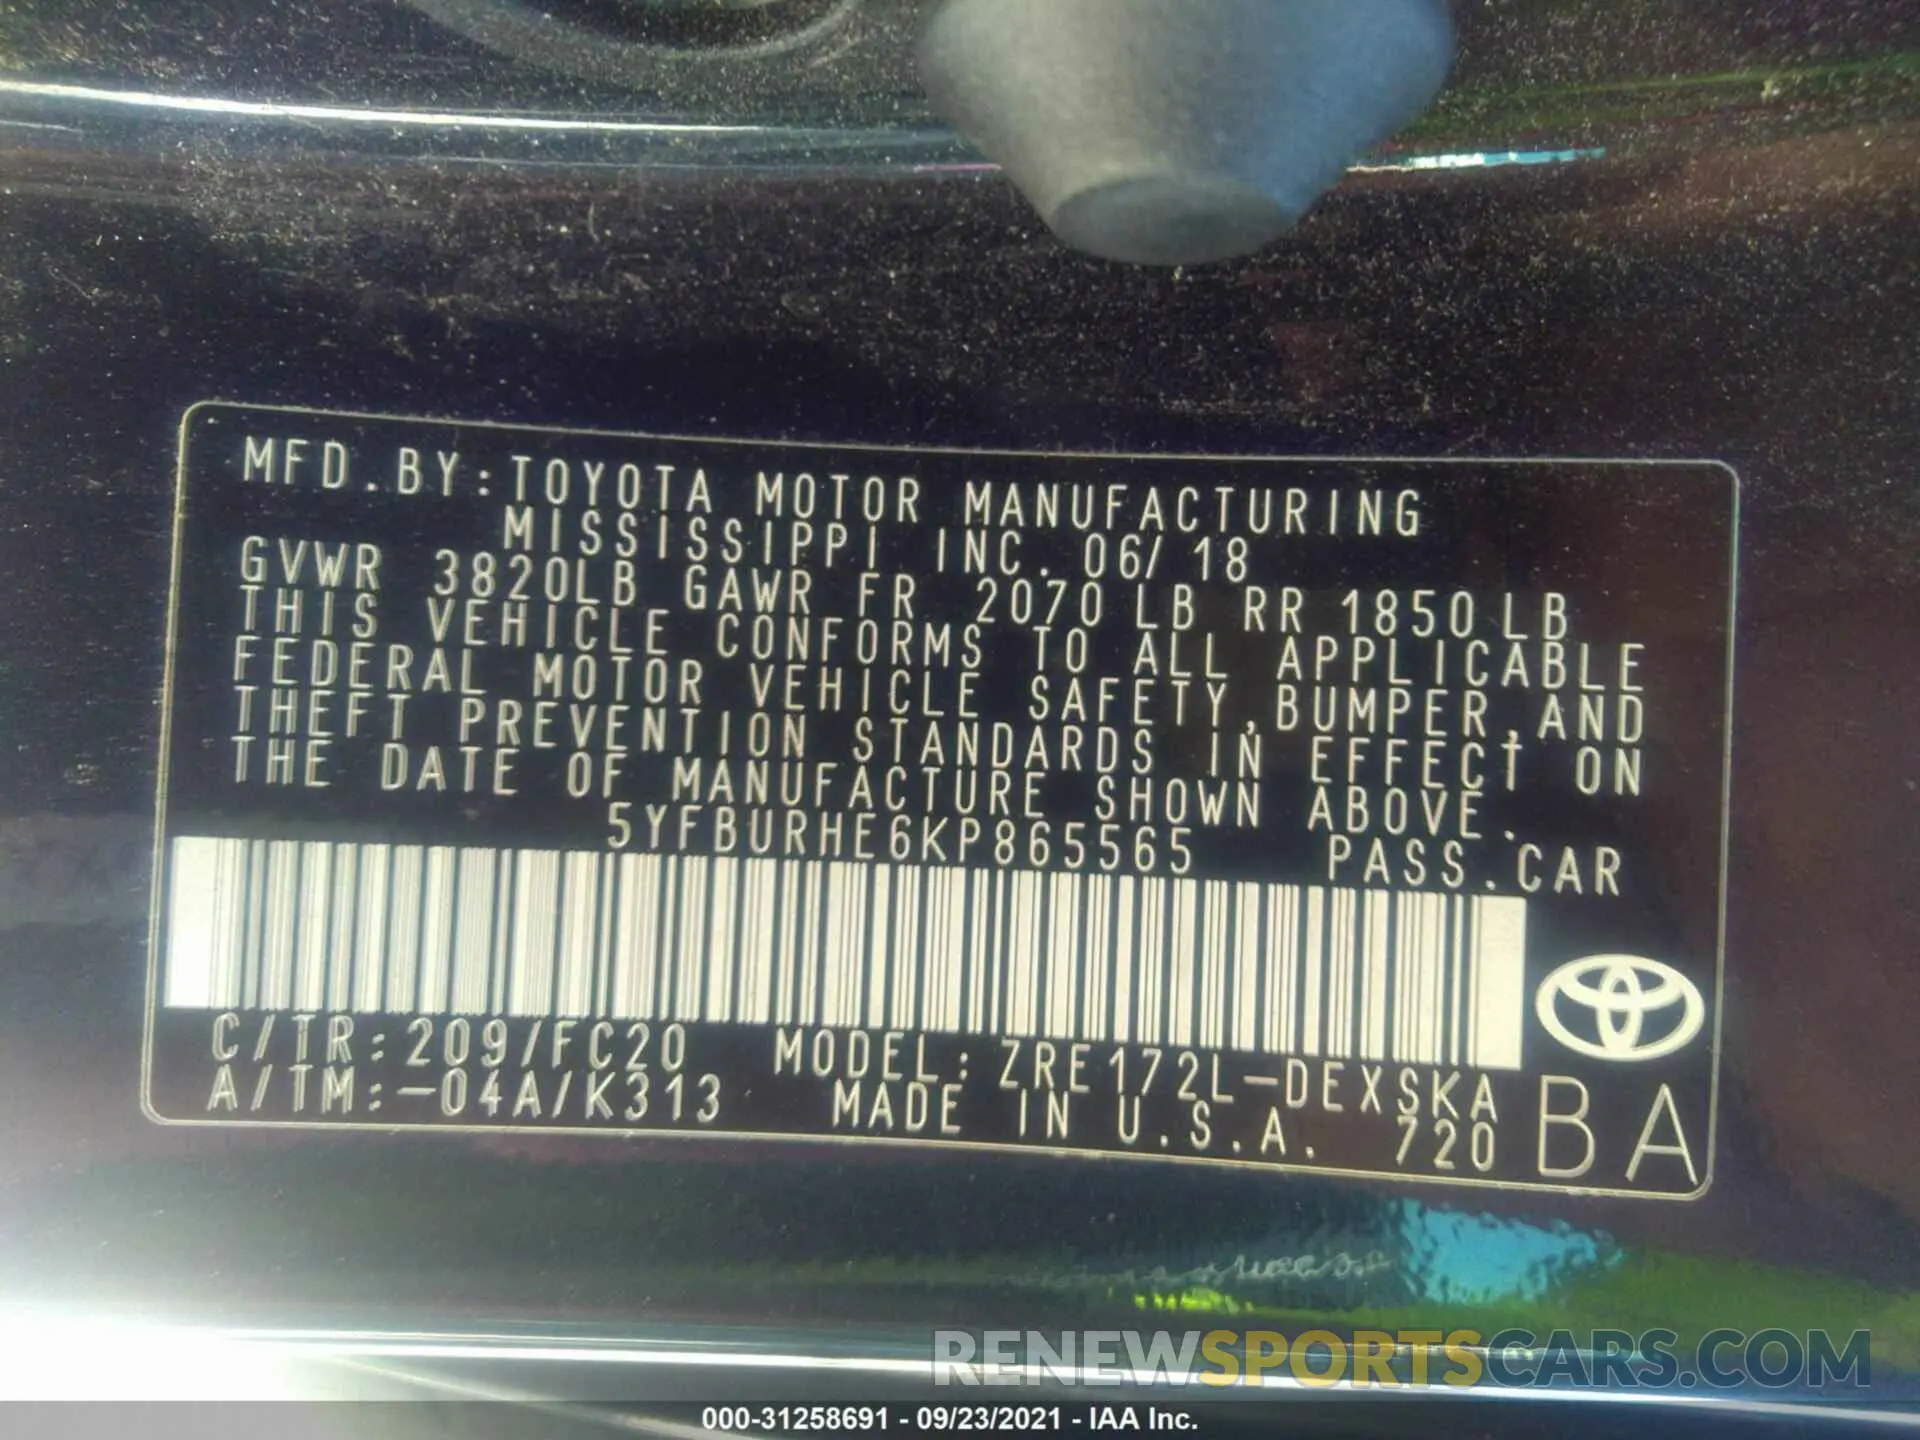 MFD.BY:TOYOTA MOTOR MANUFACTURING
MISSISSIPPI INC. 06/18
GVWR 3820LB GAWR FR 2070LB RR 1850LB
THIS VEHICLE CONFORMS TO ALL APPLICABLE
FEDERAL MOTOR VEHICLE SAFETY,BUMPER,AND
THEFT PREVENTION STANDARDS IN EFFECT ON
THE DATE OF MANUFACTURE SHOWN ABOVE.
5YFBURHE6KP865565 PASS.CAR
C/TR:209/FC20 MODEL:ZRE172L-DEXSKA
A/TM:-04A/K313 MADE IN U.S.A. 720
BA
RENEWSPORTSCARS.COM
000-31258691 - 09/23/2021 - IAA Inc.